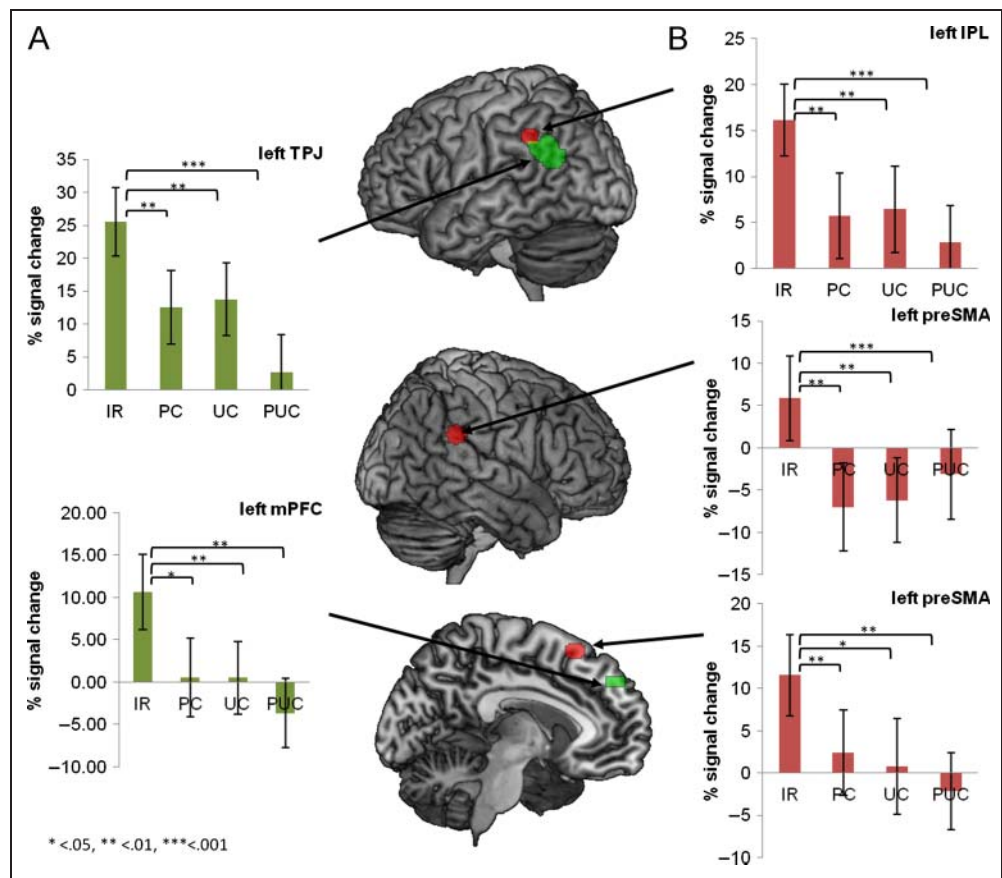 A
left TPJ
% signal change
35
30
25
20
15
10
5
0
***
**
**
IR PC UC PUC
left mPFC
% signal change
20.00
15.00
10.00
5.00
0.00
−5.00
−10.00
**
**
*
IR PC UC PUC
* <.05, ** <.01, ***<.001
B
left IPL
% signal change
25
20
15
10
5
0
***
**
**
IR PC UC PUC
left preSMA
% signal change
15
10
5
0
−5
−10
−15
***
**
**
IR PC UC PUC
left preSMA
% signal change
20
15
10
5
0
−5
−10
**
*
**
IR PC UC PUC